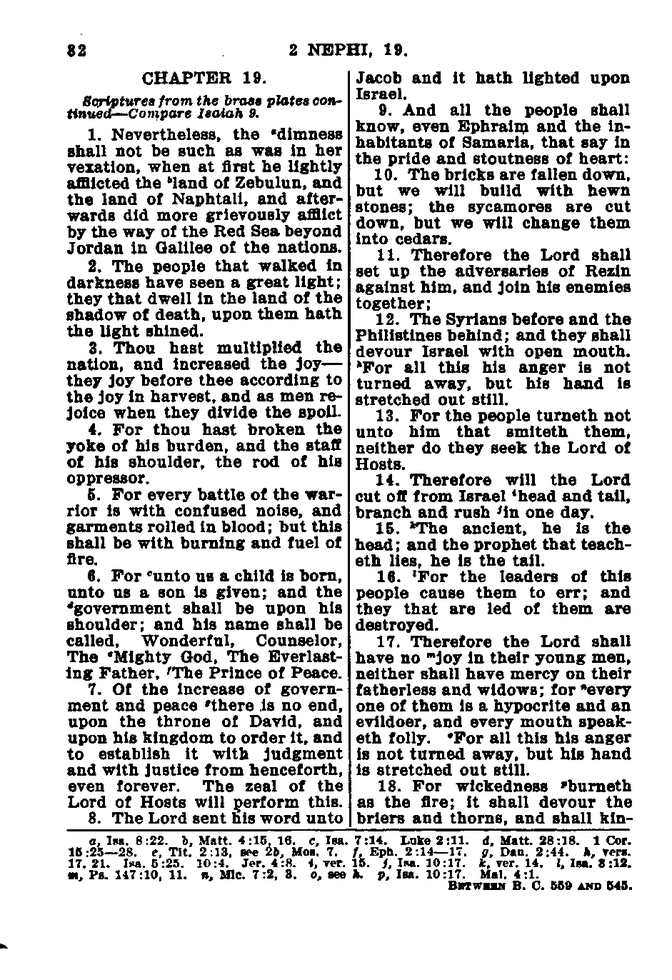 82
2 NEPHI, 19.
CHAPTER 19.
Scriptures from the brass plates con-
tinued—Compare Isaiah 9.
1. Nevertheless, the ᵃdimness
shall not be such as was in her
vexation, when at first he lightly
afflicted the ᵇland of Zebulun, and
the land of Naphtali, and after-
wards did more grievously afflict
by the way of the Red Sea beyond
Jordan in Galilee of the nations.
2. The people that walked in
darkness have seen a great light;
they that dwell in the land of the
shadow of death, upon them hath
the light shined.
3. Thou hast multiplied the
nation, and increased the joy—
they joy before thee according to
the joy in harvest, and as men re-
joice when they divide the spoil.
4. For thou hast broken the
yoke of his burden, and the staff
of his shoulder, the rod of his
oppressor.
5. For every battle of the war-
rior is with confused noise, and
garments rolled in blood; but this
shall be with burning and fuel of
fire.
6. For ᶜunto us a child is born,
unto us a son is given; and the
ᵈgovernment shall be upon his
shoulder; and his name shall be
called, Wonderful, Counselor,
The ᵉMighty God, The Everlast-
ing Father, ᶠThe Prince of Peace.
7. Of the increase of govern-
ment and peace ᵍthere is no end,
upon the throne of David, and
upon his kingdom to order it, and
to establish it with judgment
and with justice from henceforth,
even forever. The zeal of the
Lord of Hosts will perform this.
8. The Lord sent his word unto
Jacob and it hath lighted upon
Israel.
9. And all the people shall
know, even Ephraim and the in-
habitants of Samaria, that say in
the pride and stoutness of heart:
10. The bricks are fallen down,
but we will build with hewn
stones; the sycamores are cut
down, but we will change them
into cedars.
11. Therefore the Lord shall
set up the adversaries of Rezin
against him, and join his enemies
together;
12. The Syrians before and the
Philistines behind; and they shall
devour Israel with open mouth.
ʰFor all this his anger is not
turned away, but his hand is
stretched out still.
13. For the people turneth not
unto him that smiteth them,
neither do they seek the Lord of
Hosts.
14. Therefore will the Lord
cut off from Israel ⁱhead and tail,
branch and rush ʲin one day.
15. ᵏThe ancient, he is the
head; and the prophet that teach-
eth lies, he is the tail.
16. ˡFor the leaders of this
people cause them to err; and
they that are led of them are
destroyed.
17. Therefore the Lord shall
have no ᵐjoy in their young men,
neither shall have mercy on their
fatherless and widows; for ⁿevery
one of them is a hypocrite and an
evildoer, and every mouth speak-
eth folly. ᵒFor all this his anger
is not turned away, but his hand
is stretched out still.
18. For wickedness ᵖburneth
as the fire; it shall devour the
briers and thorns, and shall kin-
a, Isa. 8:22. b, Matt. 4:15, 16. c, Isa. 7:14. Luke 2:11. d, Matt. 28:18. 1 Cor.
15:25—28. e, Tit. 2:13, see 2b, Mos. 7. f, Eph. 2:14—17. g, Dan. 2:44. h, vers.
17, 21. Isa. 5:25. 10:4. Jer. 4:8. i, ver. 15. j, Isa. 10:17. k, ver. 14. l, Isa. 3:12.
m, Ps. 147:10, 11. n, Mic. 7:2, 3. o, see h. p, Isa. 10:17. Mal. 4:1.
BETWEEN B. C. 559 AND 545.